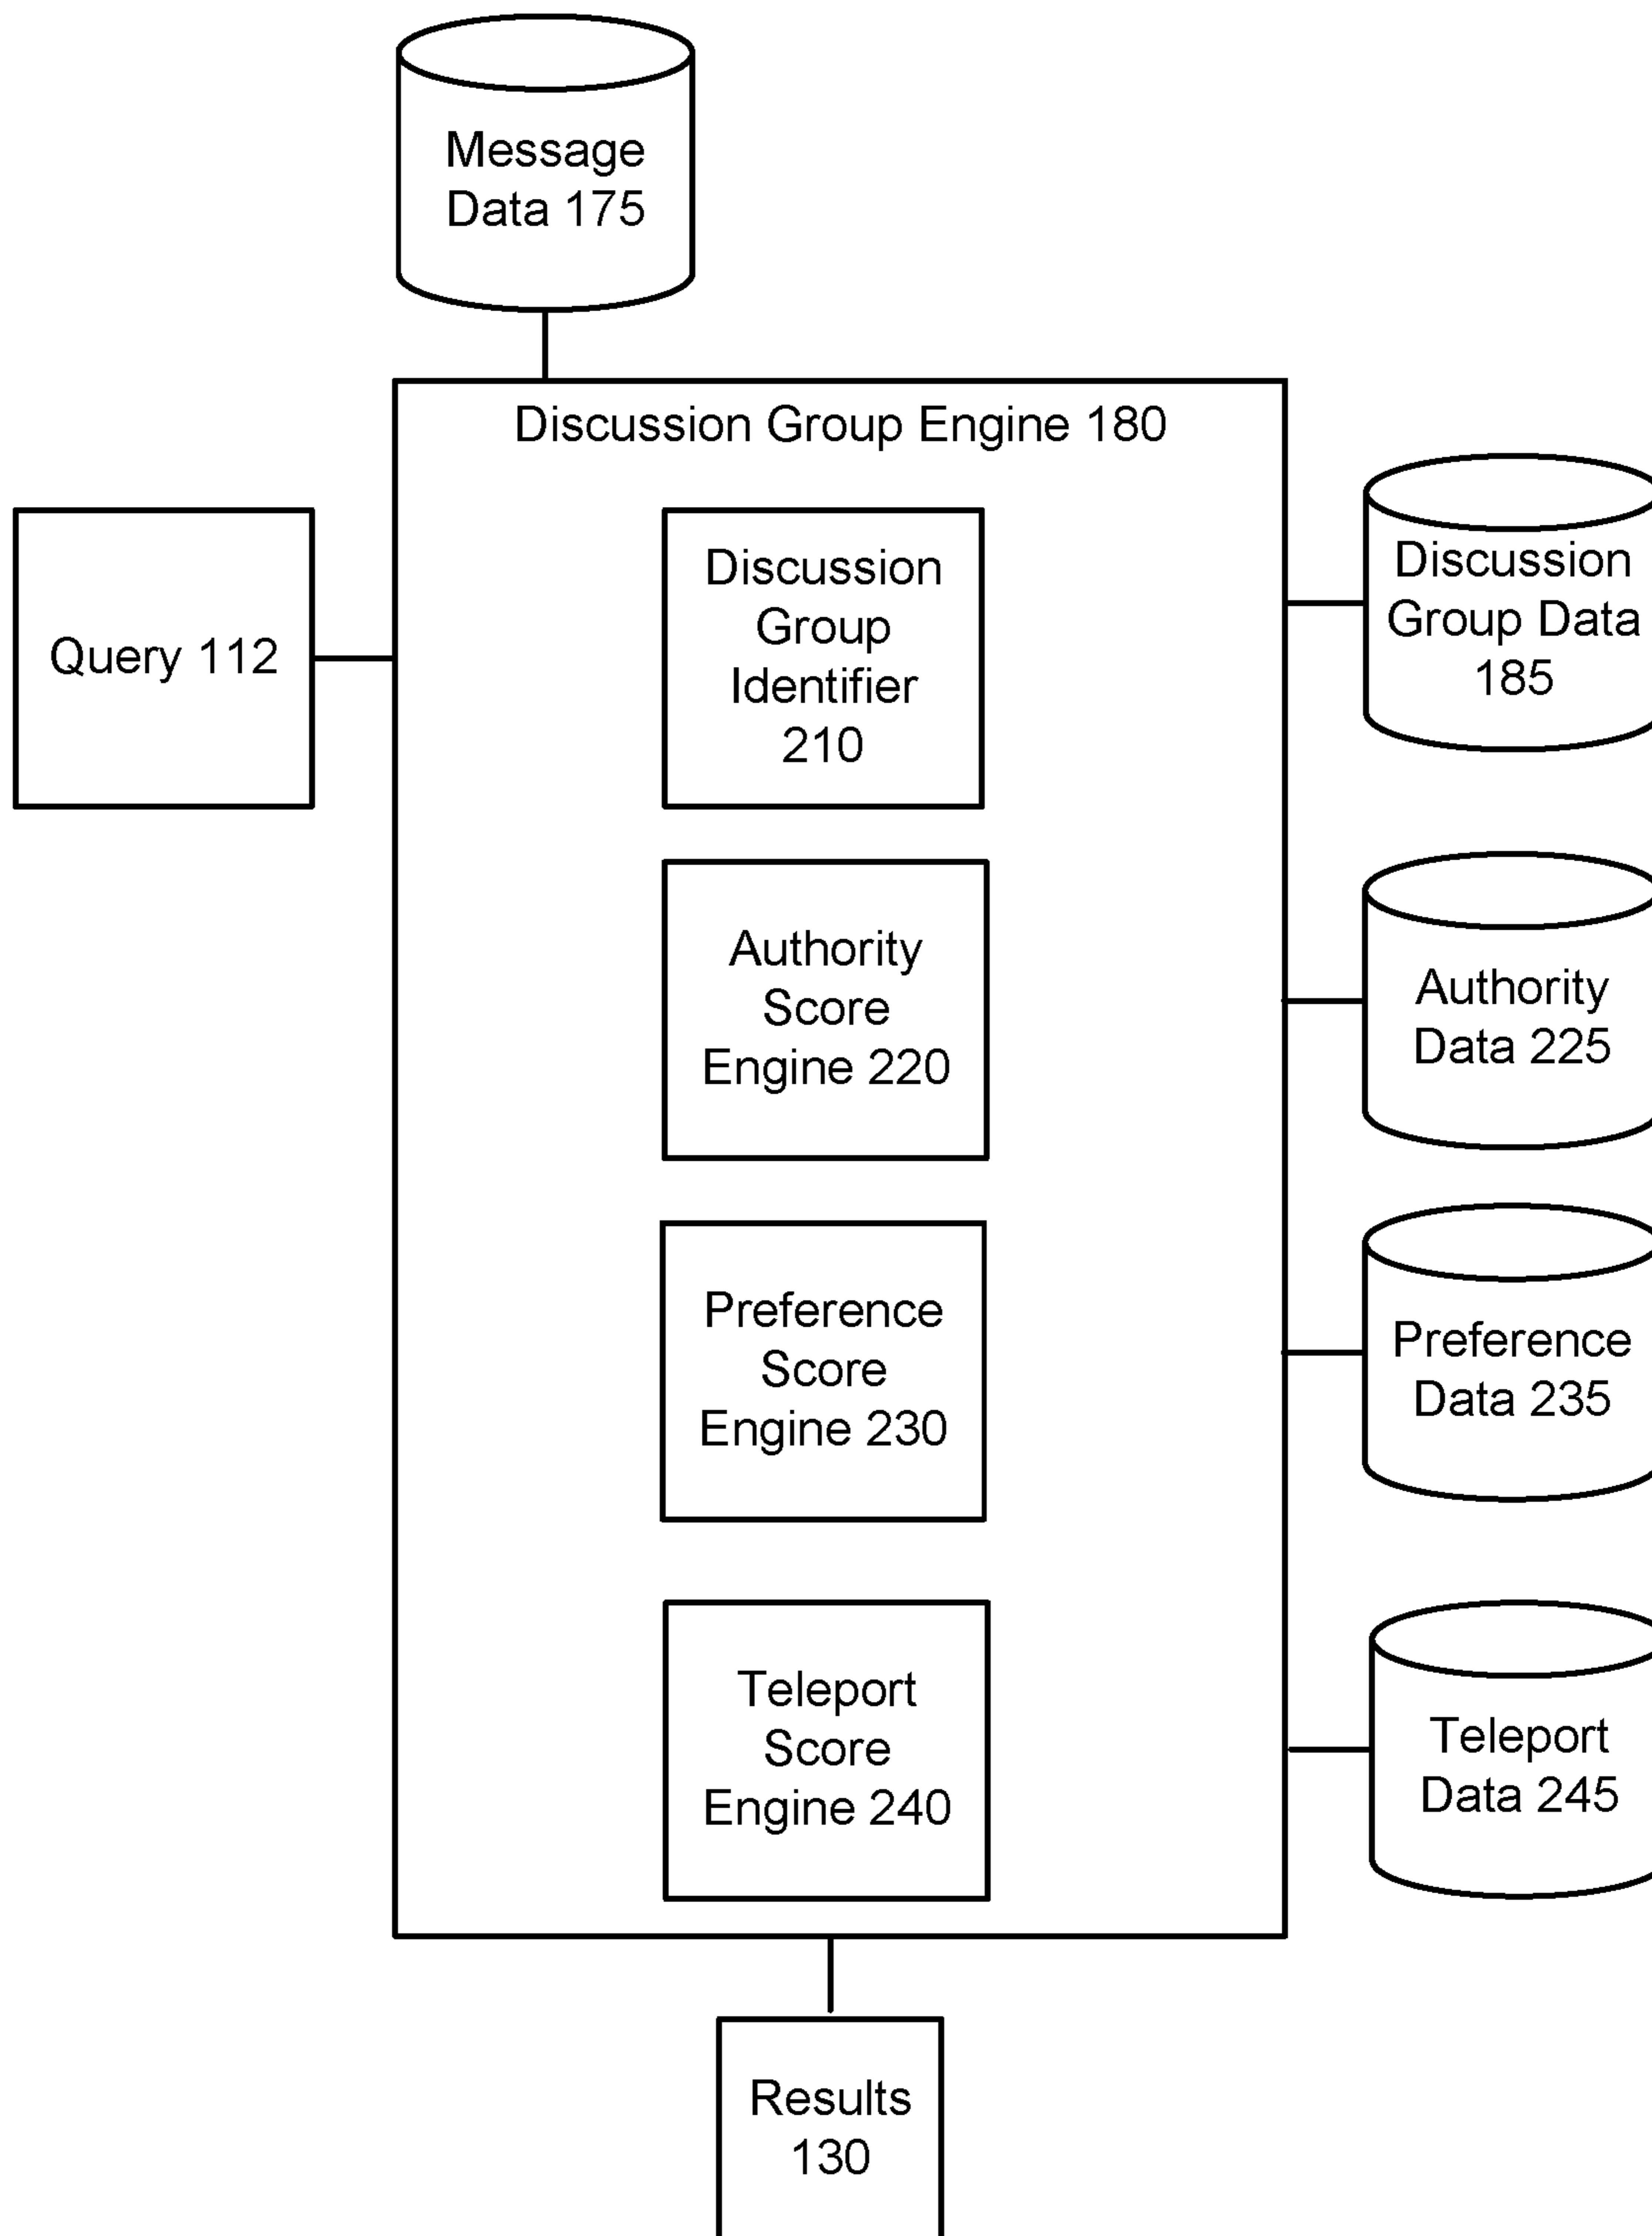 Message
Data 175
Discussion Group Engine 180
Query 112
Discussion
Group
Identifier
210
Discussion
Group Data
185
Authority
Score
Engine 220
Authority
Data 225
Preference
Score
Engine 230
Preference
Data 235
Teleport
Score
Engine 240
Teleport
Data 245
Results
130